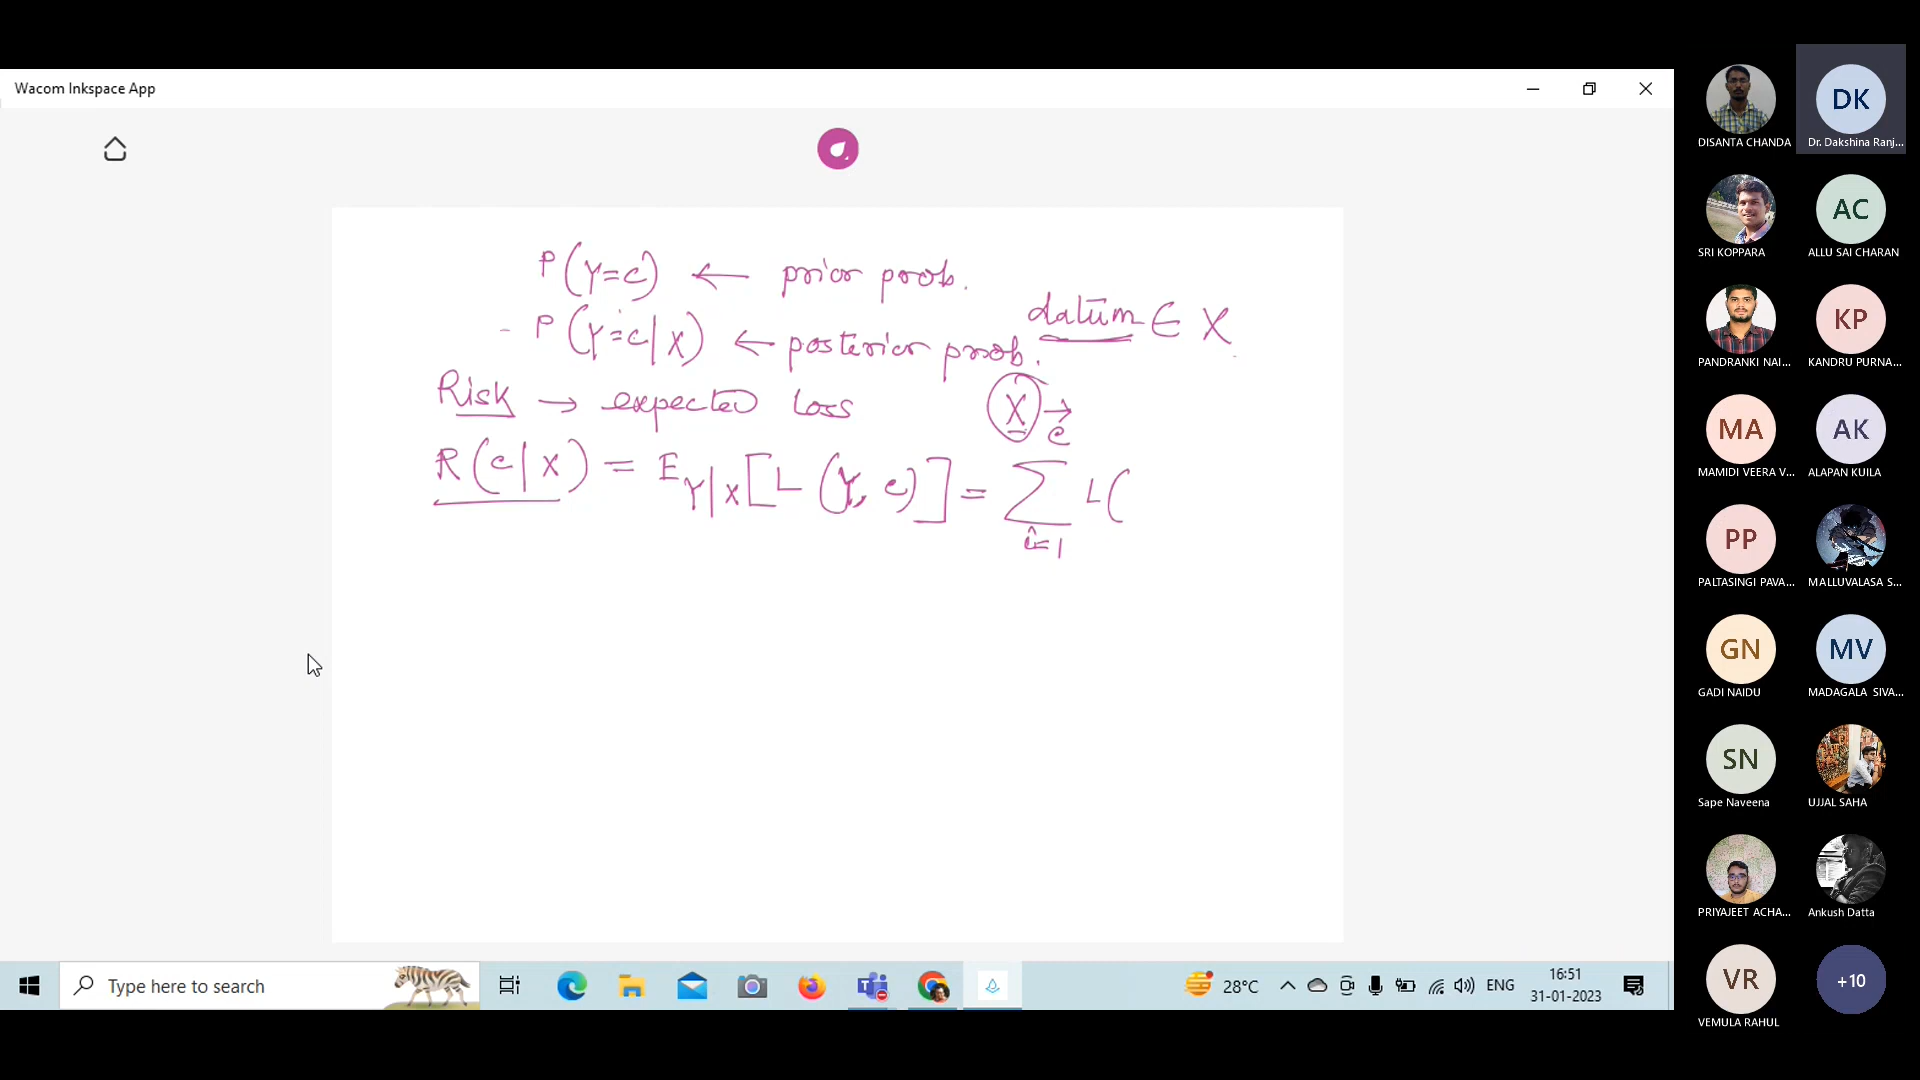 Wacom Inkspace App
P(Y=c) ← prior prob.
- P(Y=c|X) ← posterior prob.
datum ∈ X
Risk → expected Loss
X → c
R(c|X) = E_{Y|X}[L(Y, c)] = Σ_{i=1} L(
DISANTA CHANDA
DK
Dr. Dakshina Ranj...
SRI KOPPARA
AC
ALLU SAI CHARAN
PANDRANKI NAI...
KP
KANDRU PURNA...
MA
MAMIDI VEERA V...
AK
ALAPAN KUILA
PP
PALTASINGI PAVA...
MALLUVALASA S...
GN
GADI NAIDU
MV
MADAGALA SIVA...
SN
Sape Naveena
UJJAL SAHA
PRIYAJEET ACHA...
Ankush Datta
VR
VEMULA RAHUL
+10
Type here to search
28°C
ENG
16:51
31-01-2023